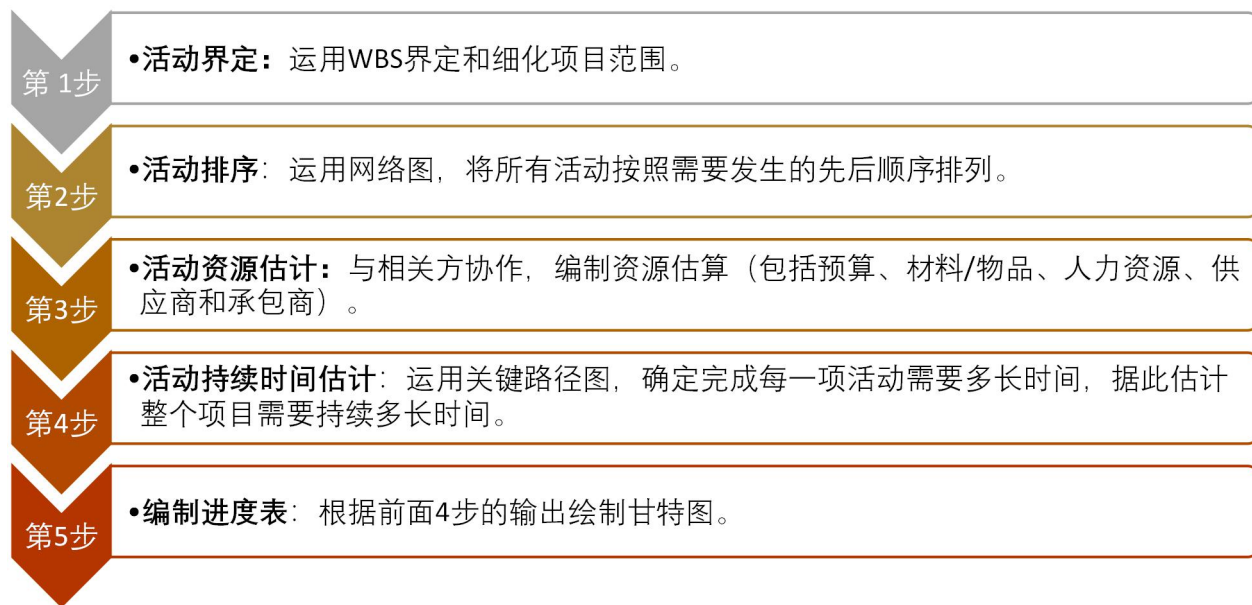 第 1步
•活动界定：运用WBS界定和细化项目范围。
第2步
•活动排序：运用网络图，将所有活动按照需要发生的先后顺序排列。
第3步
•活动资源估计：与相关方协作，编制资源估算（包括预算、材料/物品、人力资源、供
应商和承包商）。
第4步
•活动持续时间估计：运用关键路径图，确定完成每一项活动需要多长时间，据此估计
整个项目需要持续多长时间。
第5步
•编制进度表：根据前面4步的输出绘制甘特图。